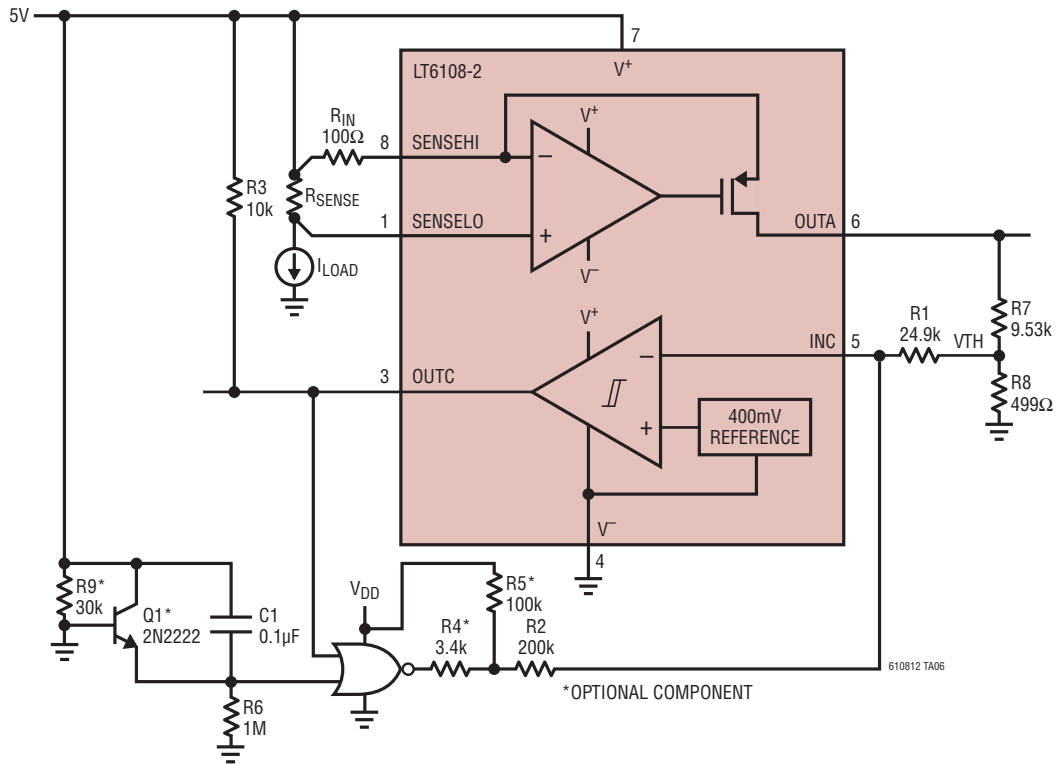 5V
7
V+
LT6108-2
RIN
100Ω
8
SENSEHI
V+
−
R3
10k
RSENSE
1
SENSELO
+
V−
OUTA
6
ILOAD
R1
24.9k
VTH
R7
9.53k
V+
−
INC
5
3
OUTC
R8
499Ω
400mV
REFERENCE
+
V−
4
R9*
30k
Q1*
2N2222
C1
0.1µF
VDD
R5*
100k
R4*
3.4k
R2
200k
610812 TA06
*OPTIONAL COMPONENT
R6
1M